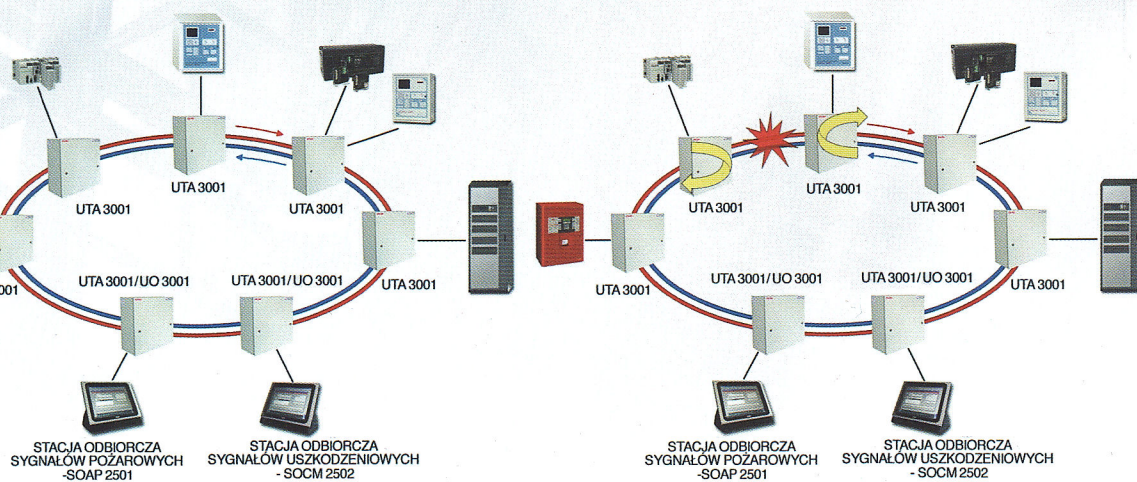 UTA 3001
UTA 3001
UTA 3001
001
UTA 3001/UO 3001
UTA 3001/UO 3001
UTA 3001
STACJA ODBIORCZA
SYGNAŁÓW POŻAROWYCH
-SOAP 2501
STACJA ODBIORCZA
SYGNAŁÓW USZKODZENIOWYCH
- SOCM 2502
UTA 3001
UTA 3001
UTA 3001
UTA 3001
UTA 3001/UO 3001
UTA 3001/UO 3001
UTA 3001
STACJA ODBIORCZA
SYGNAŁÓW POŻAROWYCH
-SOAP 2501
STACJA ODBIORCZA
SYGNAŁÓW USZKODZENIOWYCH
- SOCM 2502